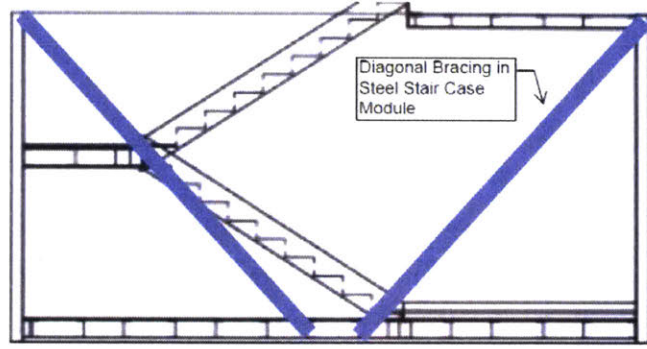 Diagonal Bracing in
Steel Stair Case
Module